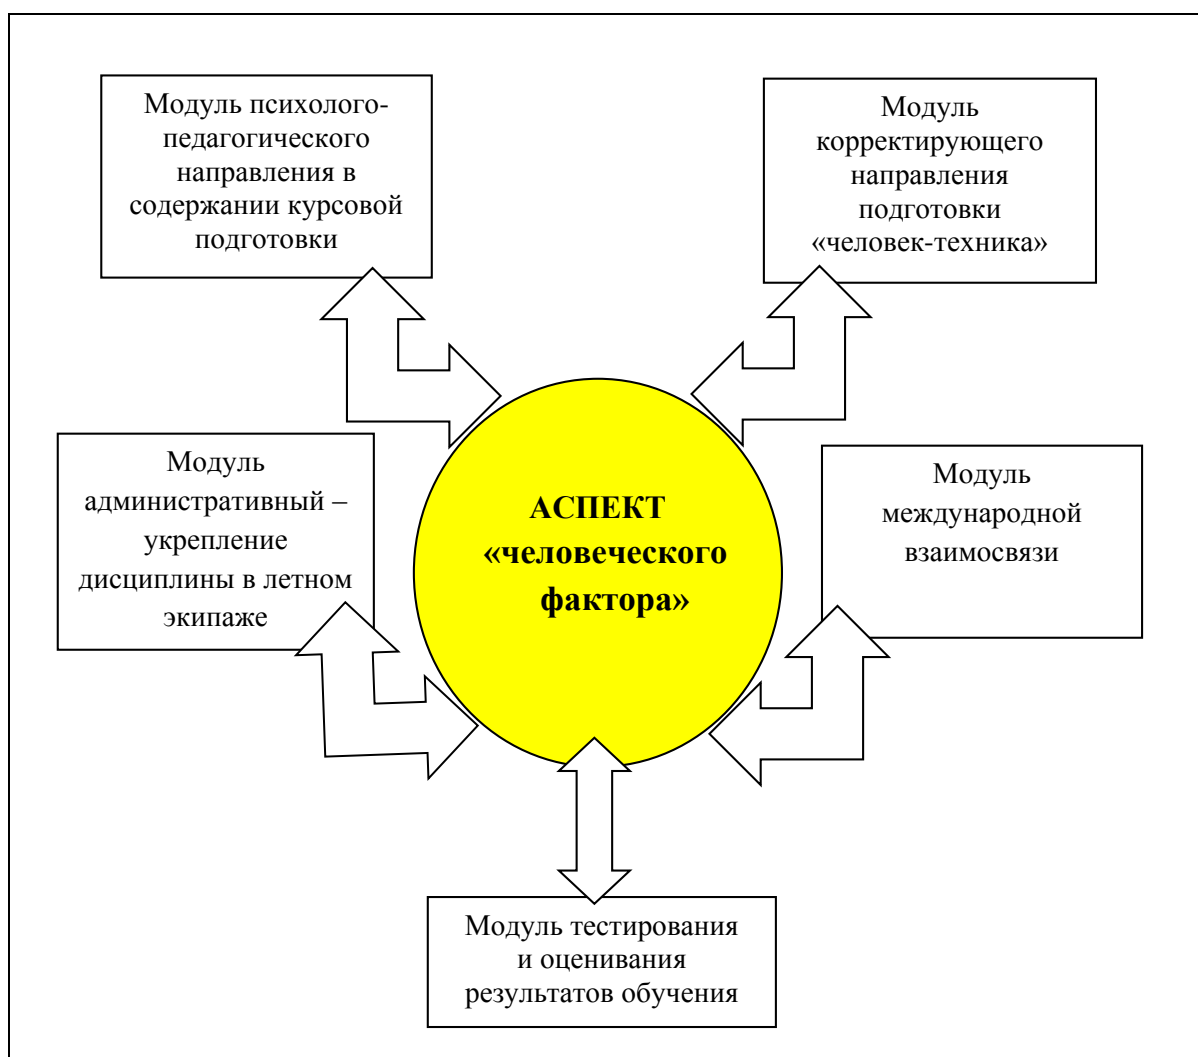 Модуль психолого-
педагогического
направления в
содержании курсовой
подготовки
Модуль
корректирующего
направления
подготовки
«человек-техника»
Модуль
административный –
укрепление
дисциплины в летном
экипаже
АСПЕКТ
«человеческого
фактора»
Модуль
международной
взаимосвязи
Модуль тестирования
и оценивания
результатов обучения